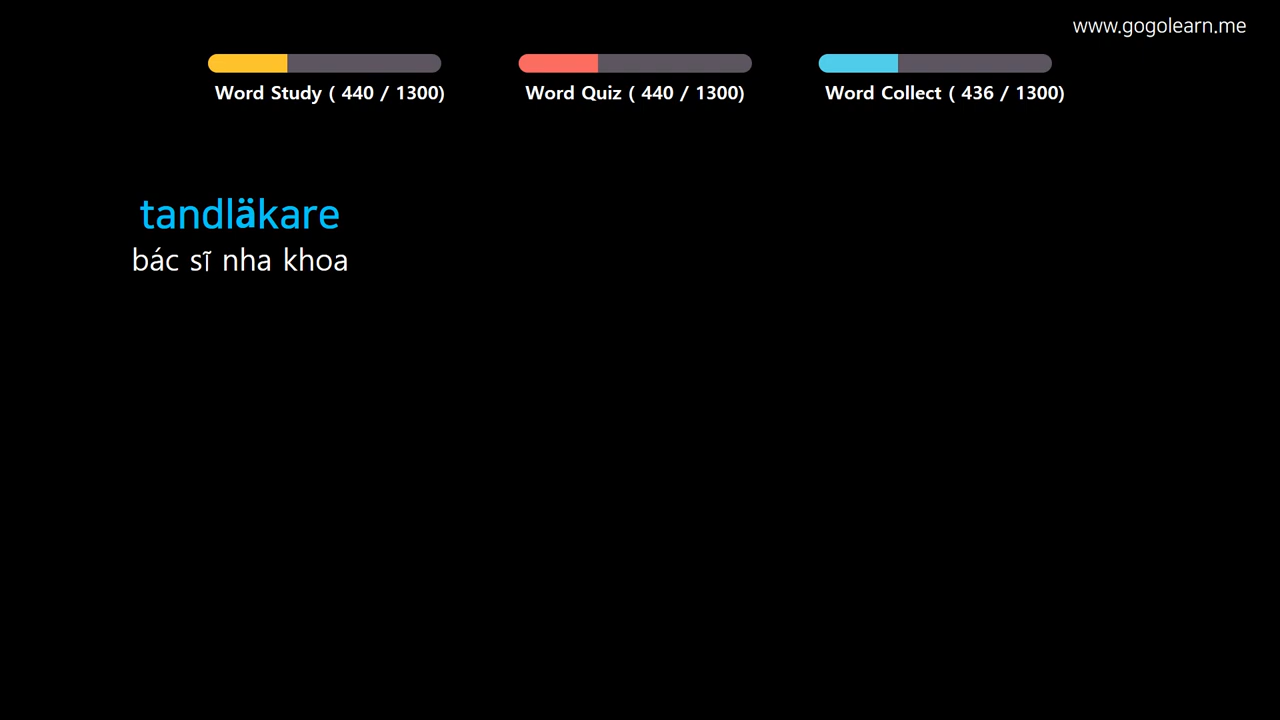 www.gogolearn.me
Word Study ( 440 / 1300)
Word Quiz ( 440 / 1300)
Word Collect ( 436 / 1300)
tandläkare
bác sĩ nha khoa